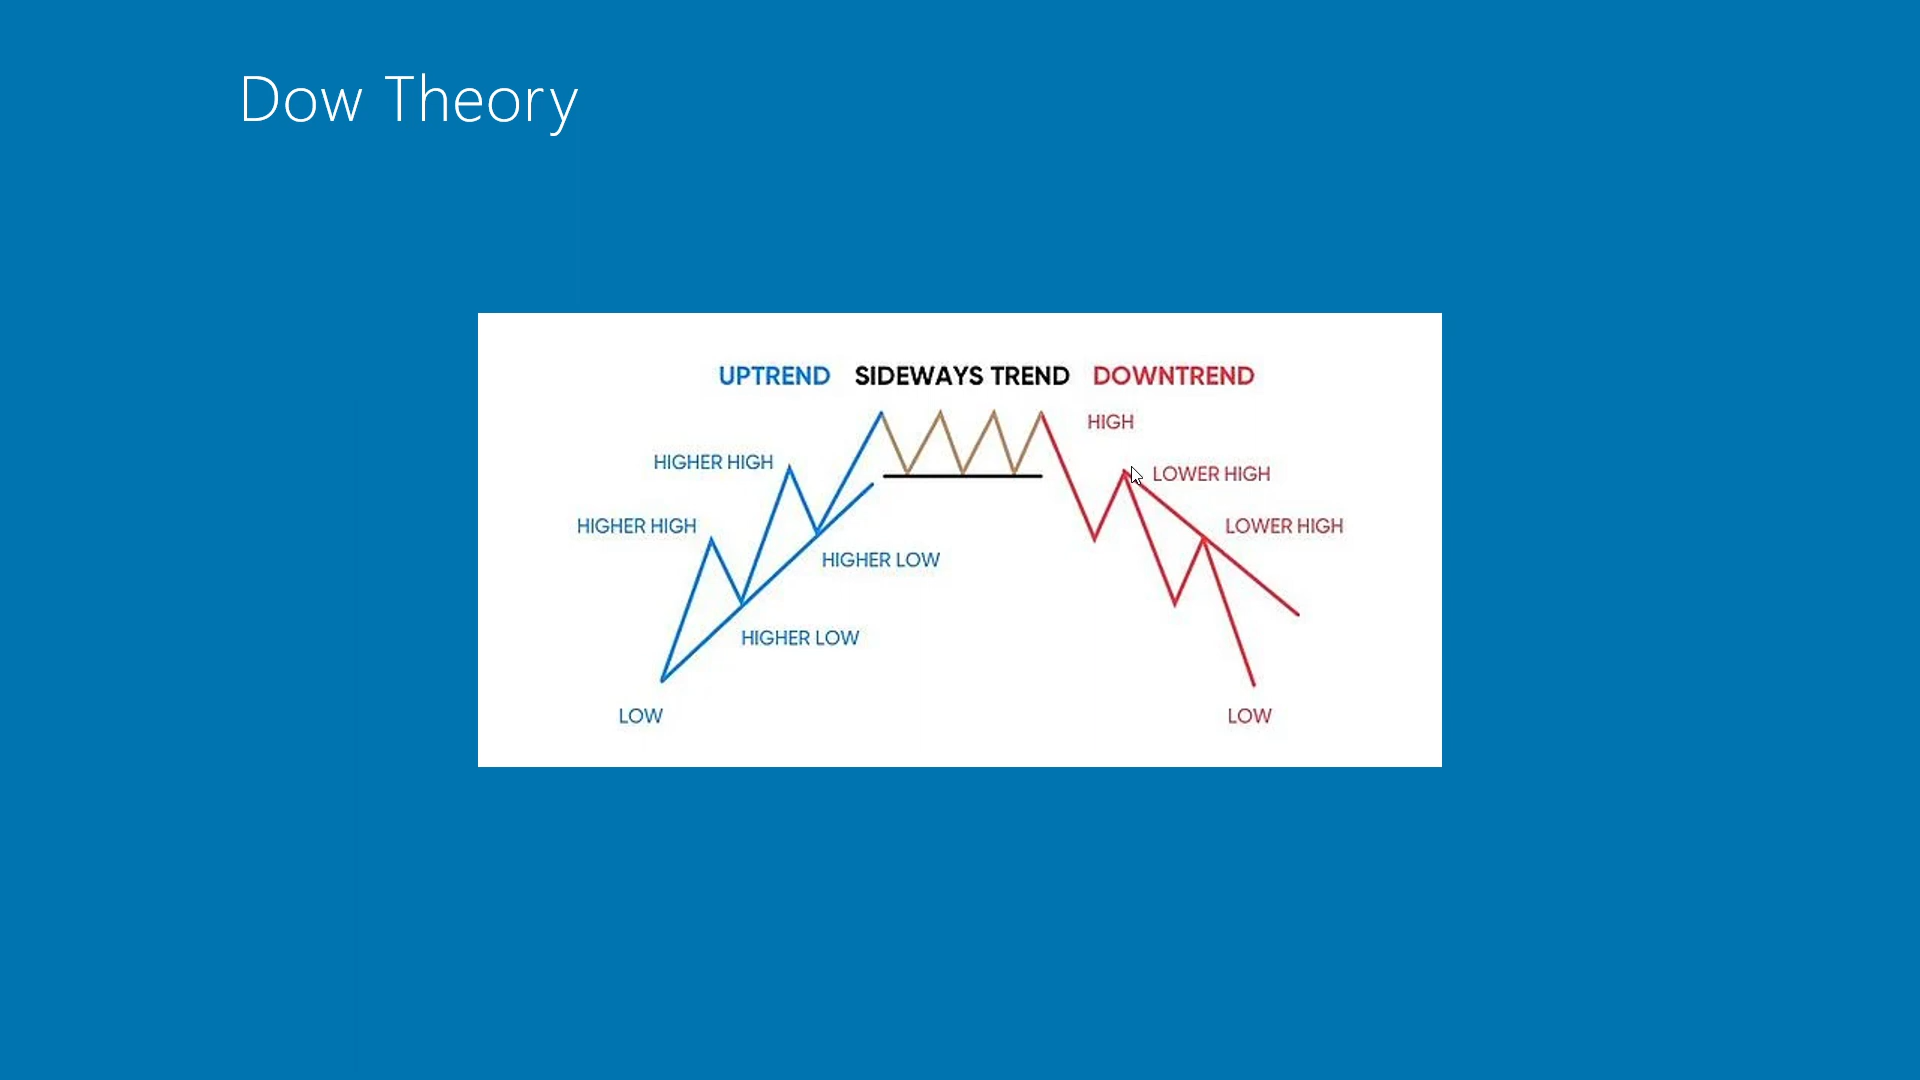 Dow Theory
UPTREND SIDEWAYS TREND DOWNTREND
HIGH
HIGHER HIGH
LOWER HIGH
HIGHER HIGH
LOWER HIGH
HIGHER LOW
HIGHER LOW
LOW
LOW